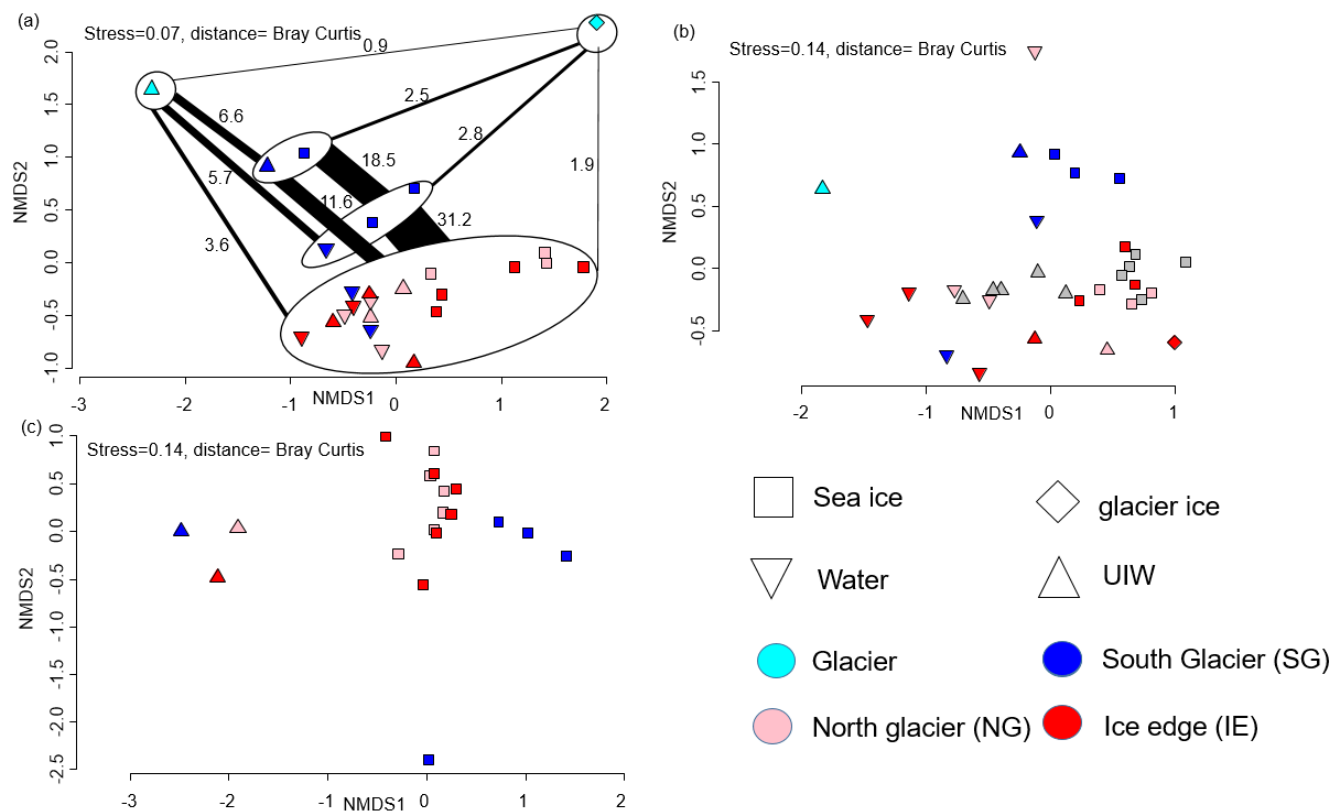 (a)
Stress=0.07, distance= Bray Curtis
0.9
2.5
2.8
1.9
6.6
18.5
5.7
11.6
31.2
3.6
NMDS2
2.0
1.5
1.0
0.5
0.0
-0.5
-1.0
-3 -2 -1 0 1 2
NMDS1
(b)
Stress=0.14, distance= Bray Curtis
NMDS2
1.5
1.0
0.5
0.0
-0.5
-2 -1 0 1
NMDS1
(c)
Stress=0.14, distance= Bray Curtis
NMDS2
1.0
0.5
0.0
-0.5
-1.0
-1.5
-2.0
-2.5
-3 -2 -1 0 1 2
NMDS1
Sea ice
glacier ice
Water
UIW
Glacier
South Glacier (SG)
North glacier (NG)
Ice edge (IE)